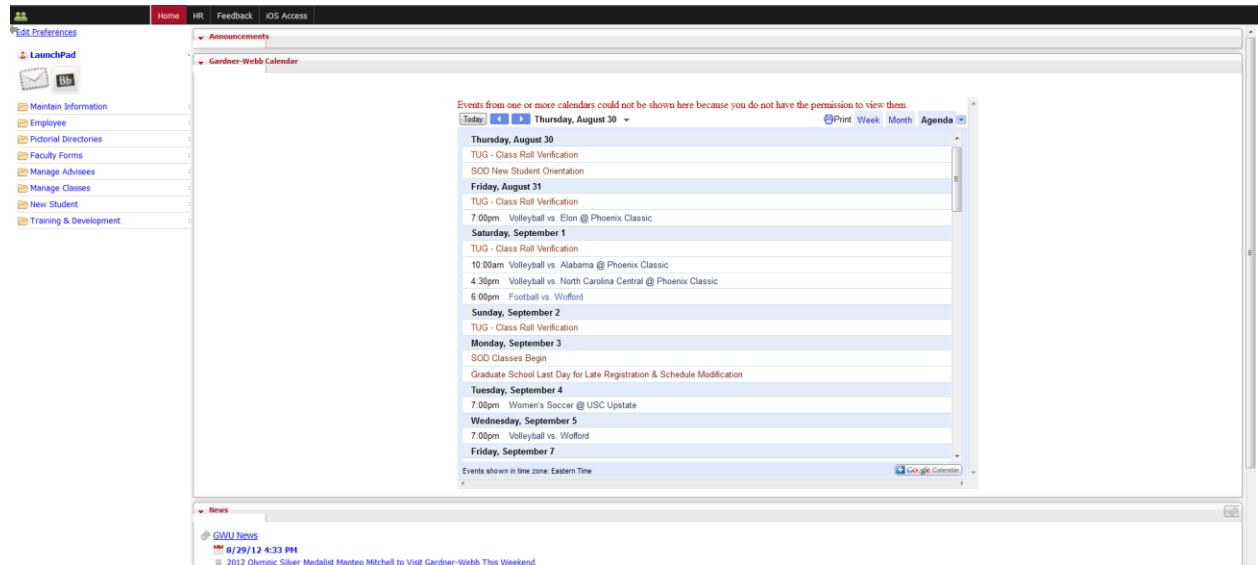 Home HR Feedback iOS Access
Edit Preferences
LaunchPad
Bb
Maintain Information
Employee
Pictorial Directories
Faculty Forms
Manage Advisees
Manage Classes
New Student
Training & Development
Announcements
Gardner-Webb Calendar
Events from one or more calendars could not be shown here because you do not have the permission to view them.
Today Thursday, August 30 Print Week Month Agenda
Thursday, August 30
TUG - Class Roll Verification
SOD New Student Orientation
Friday, August 31
TUG - Class Roll Verification
7:00pm Volleyball vs. Elon @ Phoenix Classic
Saturday, September 1
TUG - Class Roll Verification
10:00am Volleyball vs. Alabama @ Phoenix Classic
4:30pm Volleyball vs. North Carolina Central @ Phoenix Classic
6:00pm Football vs. Wofford
Sunday, September 2
TUG - Class Roll Verification
Monday, September 3
SOD Classes Begin
Graduate School Last Day for Late Registration & Schedule Modification
Tuesday, September 4
7:00pm Women's Soccer @ USC Upstate
Wednesday, September 5
7:00pm Volleyball vs. Wofford
Friday, September 7
Events shown in time zone: Eastern Time Google Calendar
News
GWU News
8/29/12 4:33 PM
2012 Olympic Silver Medalist Manteo Mitchell to Visit Gardner-Webb This Weekend